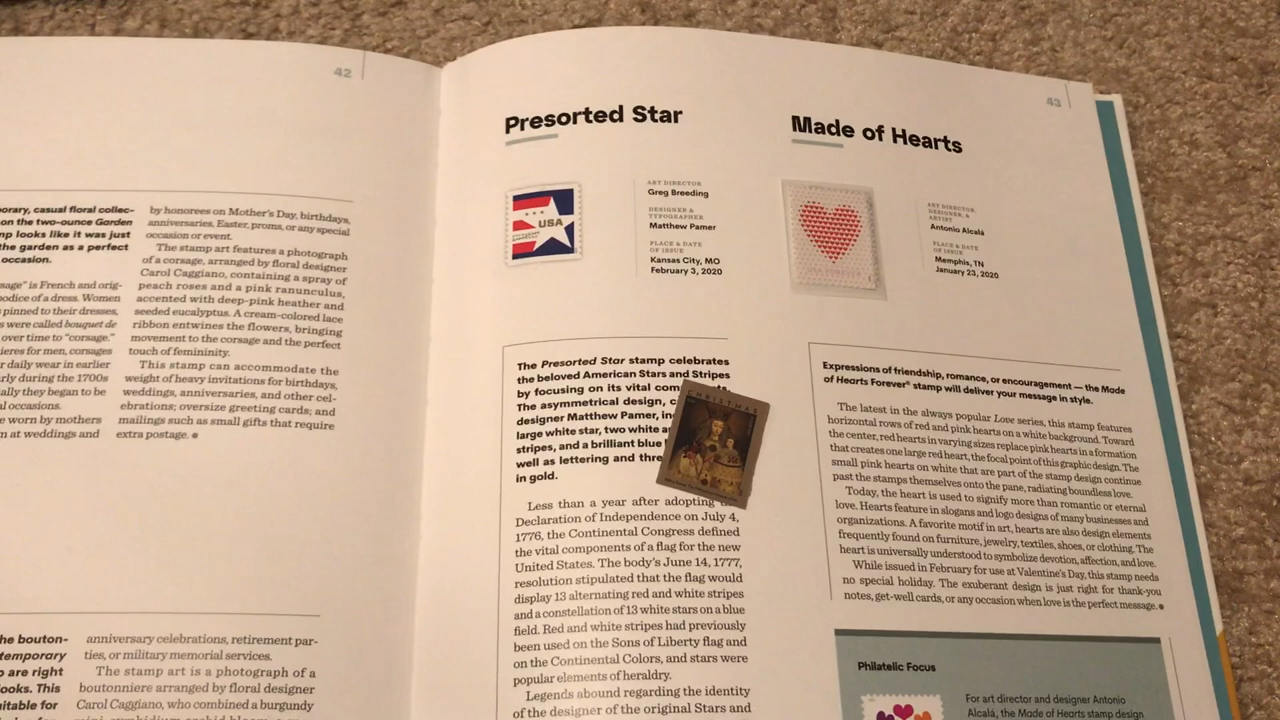 42
porary, casual floral collec-
on the two-ounce Garden
mp looks like it was just
the garden as a perfect
occasion.
sage" is French and orig-
bodice of a dress. Women
pinned to their dresses,
s were called bouquet de
over time to "corsage."
ieres for men, corsages
r daily wear in earlier
rly during the 1700s
ally they began to be
al occasions.
e worn by mothers
n at weddings and
by honorees on Mother's Day, birthdays,
anniversaries, Easter, proms, or any special
occasion or event.
The stamp art features a photograph
of a corsage, arranged by floral designer
Carol Caggiano, containing a spray of
peach roses and a pink ranunculus,
accented with deep-pink heather and
seeded eucalyptus. A cream-colored lace
ribbon entwines the flowers, bringing
movement to the corsage and the perfect
touch of femininity.
This stamp can accommodate the
weight of heavy invitations for birthdays,
weddings, anniversaries, and other cel-
ebrations; oversize greeting cards; and
mailings such as small gifts that require
extra postage.
he bouton-
temporary
o are right
looks. This
uitable for
anniversary celebrations, retirement par-
ties, or military memorial services.
The stamp art is a photograph of a
boutonniere arranged by floral designer
Carol Caggiano, who combined a burgundy
43
Presorted Star
USA
ART DIRECTOR
Greg Breeding
DESIGNER &
TYPOGRAPHER
Matthew Pamer
PLACE & DATE
OF ISSUE
Kansas City, MO
February 3, 2020
The Presorted Star stamp celebrates
the beloved American Stars and Stripes
by focusing on its vital
The asymmetrical design,
designer Matthew Pamer,
large white star, two white
stripes, and a brilliant blue
well as lettering and
in gold.
CHRISTMAS
Less than a year after adopting
Declaration of Independence on July 4,
1776, the Continental Congress defined
the vital components of a flag for the new
United States. The body's June 14, 1777,
resolution stipulated that the flag would
display 13 alternating red and white stripes
and a constellation of 13 white stars on a blue
field. Red and white stripes had previously
been used on the Sons of Liberty flag and
on the Continental Colors, and stars were
popular elements of heraldry.
Legends abound regarding the identity
of the designer of the original Stars and
Made of Hearts
ART DIRECTOR,
DESIGNER, &
ARTIST
Antonio Alcalá
PLACE & DATE
OF ISSUE
Memphis, TN
January 23, 2020
Expressions of friendship, romance, or encouragement — the Made
of Hearts Forever® stamp will deliver your message in style.
The latest in the always popular Love series, this stamp features
horizontal rows of red and pink hearts on a white background. Toward
the center, red hearts in varying sizes replace pink hearts in a formation
that creates one large red heart, the focal point of this graphic design. The
small pink hearts on white that are part of the stamp design continue
past the stamps themselves onto the pane, radiating boundless love.
Today, the heart is used to signify more than romantic or eternal
love. Hearts feature in slogans and logo designs of many businesses and
organizations. A favorite motif in art, hearts are also design elements
frequently found on furniture, jewelry, textiles, shoes, or clothing. The
heart is universally understood to symbolize devotion, affection, and love.
While issued in February for use at Valentine's Day, this stamp needs
no special holiday. The exuberant design is just right for thank-you
notes, get-well cards, or any occasion when love is the perfect message.
Philatelic Focus
For art director and designer Antonio
Alcalá, the Made of Hearts stamp design